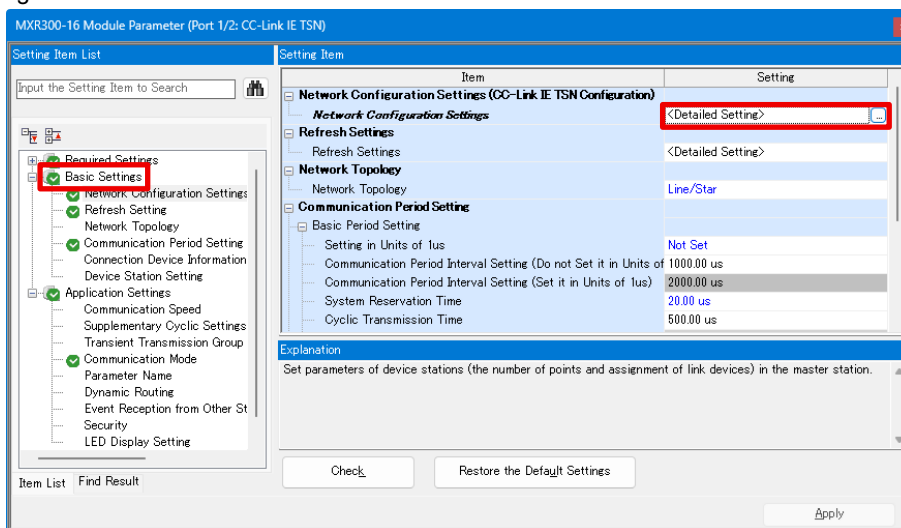 MXR300-16 Module Parameter (Port 1/2: CC-Link IE TSN)
Setting Item List
Input the Setting Item to Search
Required Settings
Basic Settings
Network Configuration Settings
Refresh Setting
Network Topology
Communication Period Setting
Connection Device Information
Device Station Setting
Application Settings
Communication Speed
Supplementary Cyclic Settings
Transient Transmission Group
Communication Mode
Parameter Name
Dynamic Routing
Event Reception from Other St
Security
LED Display Setting
Item List Find Result
Setting Item
Item Setting
Network Configuration Settings (CC-Link IE TSN Configuration)
Network Configuration Settings <Detailed Setting> ...
Refresh Settings
Refresh Settings <Detailed Setting>
Network Topology
Network Topology Line/Star
Communication Period Setting
Basic Period Setting
Setting in Units of 1us Not Set
Communication Period Interval Setting (Do not Set it in Units of 1000.00 us
Communication Period Interval Setting (Set it in Units of 1us) 2000.00 us
System Reservation Time 20.00 us
Cyclic Transmission Time 500.00 us
Explanation
Set parameters of device stations (the number of points and assignment of link devices) in the master station.
Check Restore the Default Settings
Apply